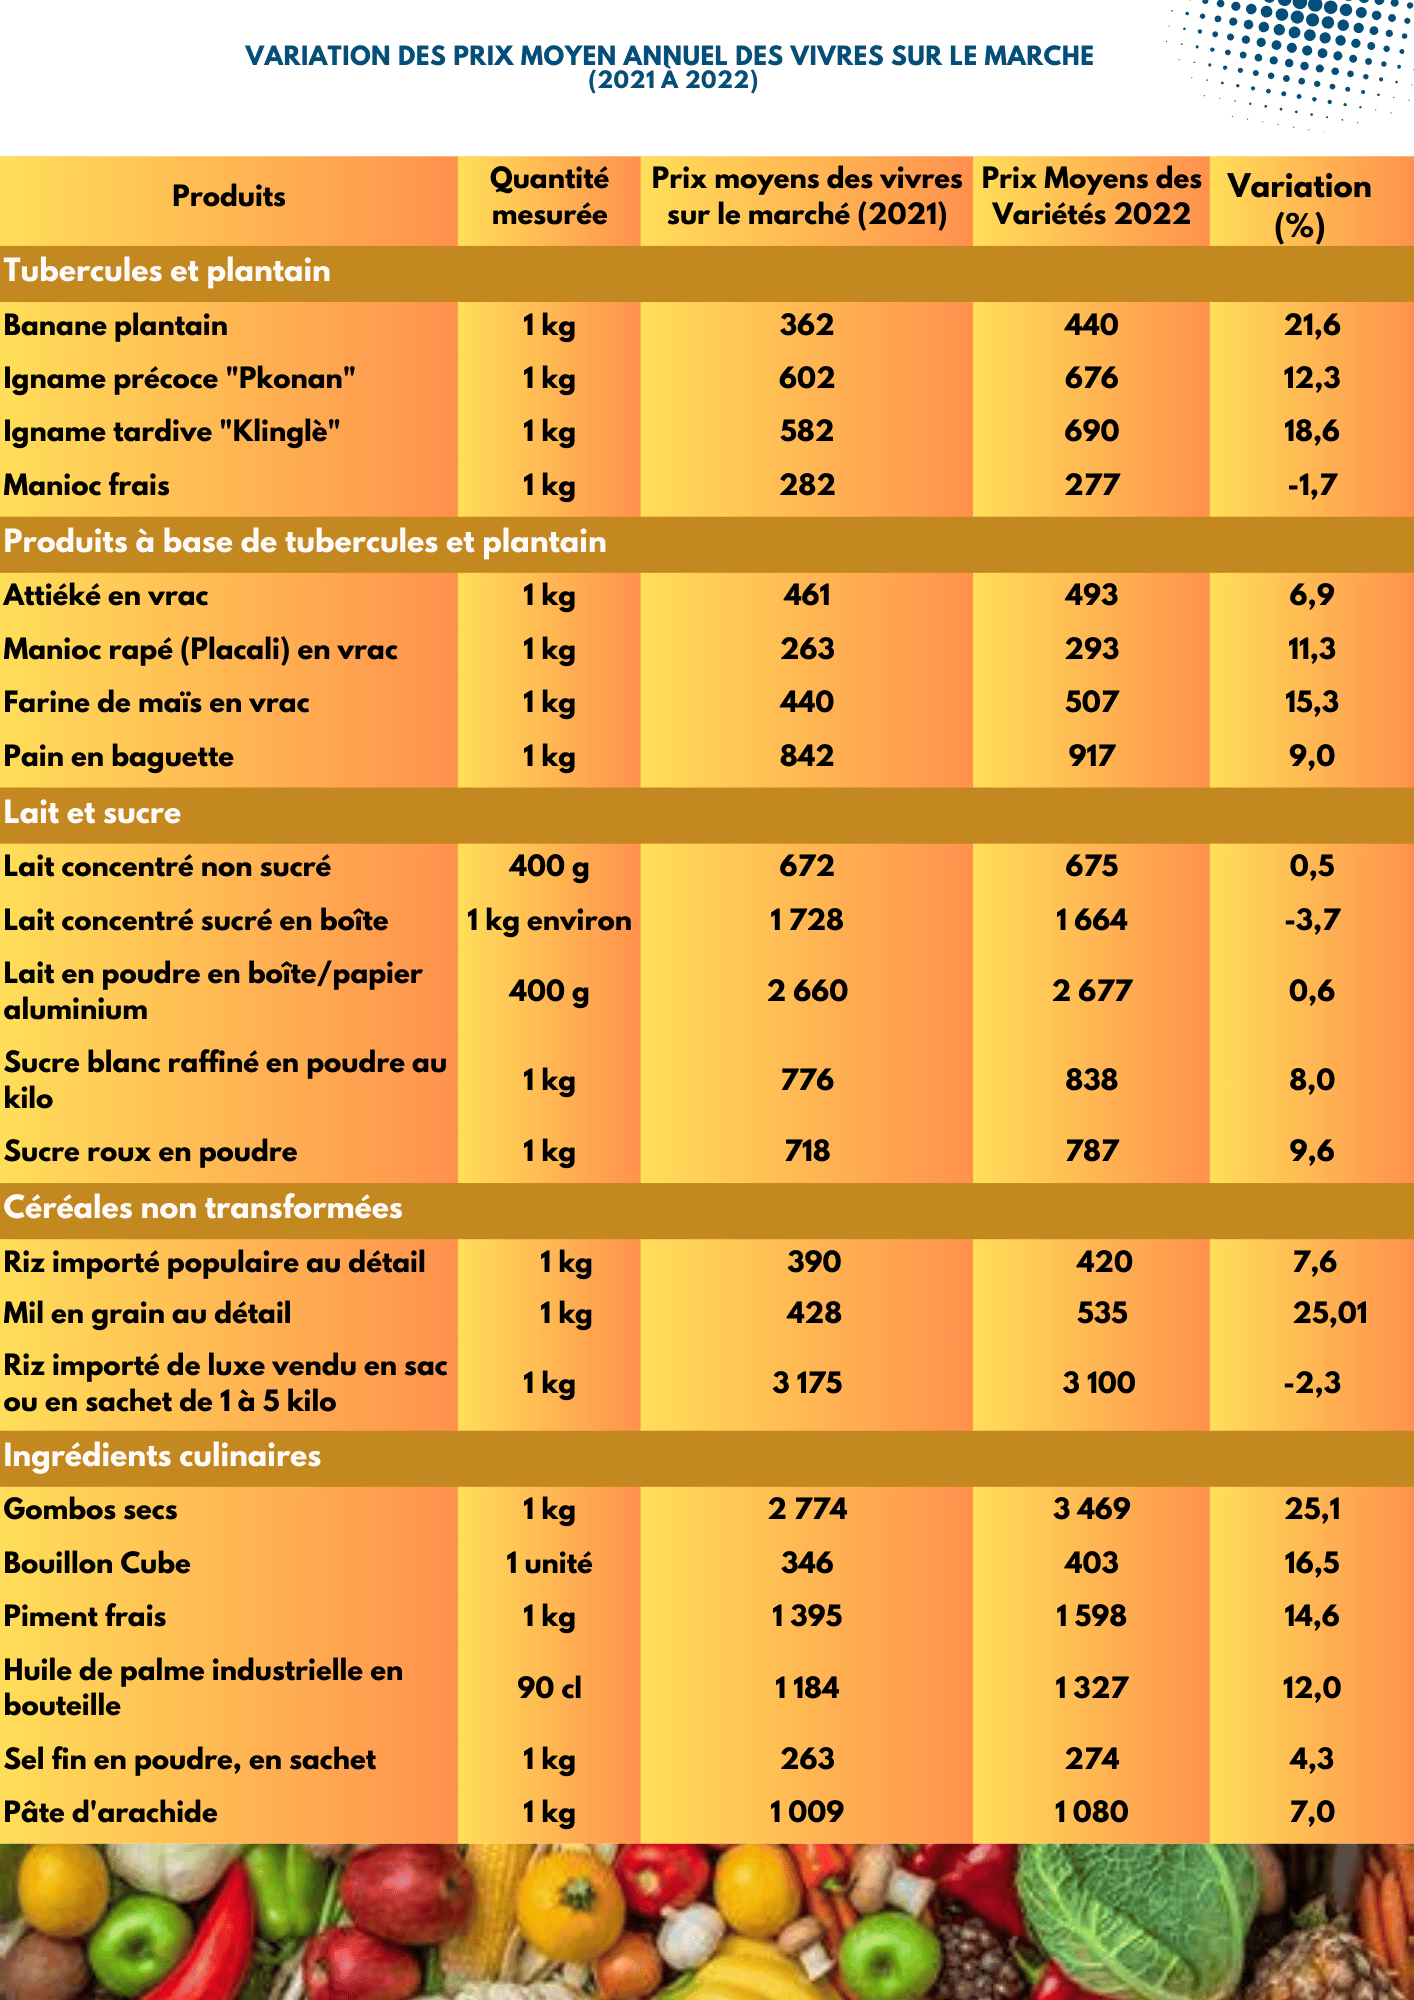 VARIATION DES PRIX MOYEN ANNUEL DES VIVRES SUR LE MARCHE
(2021 À 2022)
Produits Quantité mesurée Prix moyens des vivres sur le marché (2021) Prix Moyens des Variétés 2022 Variation (%)
Tubercules et plantain
Banane plantain 1 kg 362 440 21,6
Igname précoce "Pkonan" 1 kg 602 676 12,3
Igname tardive "Klinglè" 1 kg 582 690 18,6
Manioc frais 1 kg 282 277 -1,7
Produits à base de tubercules et plantain
Attiéké en vrac 1 kg 461 493 6,9
Manioc rapé (Placali) en vrac 1 kg 263 293 11,3
Farine de maïs en vrac 1 kg 440 507 15,3
Pain en baguette 1 kg 842 917 9,0
Lait et sucre
Lait concentré non sucré 400 g 672 675 0,5
Lait concentré sucré en boîte 1 kg environ 1 728 1 664 -3,7
Lait en poudre en boîte/papier
aluminium 400 g 2 660 2 677 0,6
Sucre blanc raffiné en poudre au
kilo 1 kg 776 838 8,0
Sucre roux en poudre 1 kg 718 787 9,6
Céréales non transformées
Riz importé populaire au détail 1 kg 390 420 7,6
Mil en grain au détail 1 kg 428 535 25,01
Riz importé de luxe vendu en sac
ou en sachet de 1 à 5 kilo 1 kg 3 175 3 100 -2,3
Ingrédients culinaires
Gombos secs 1 kg 2 774 3 469 25,1
Bouillon Cube 1 unité 346 403 16,5
Piment frais 1 kg 1 395 1 598 14,6
Huile de palme industrielle en
bouteille 90 cl 1 184 1 327 12,0
Sel fin en poudre, en sachet 1 kg 263 274 4,3
Pâte d'arachide 1 kg 1 009 1 080 7,0